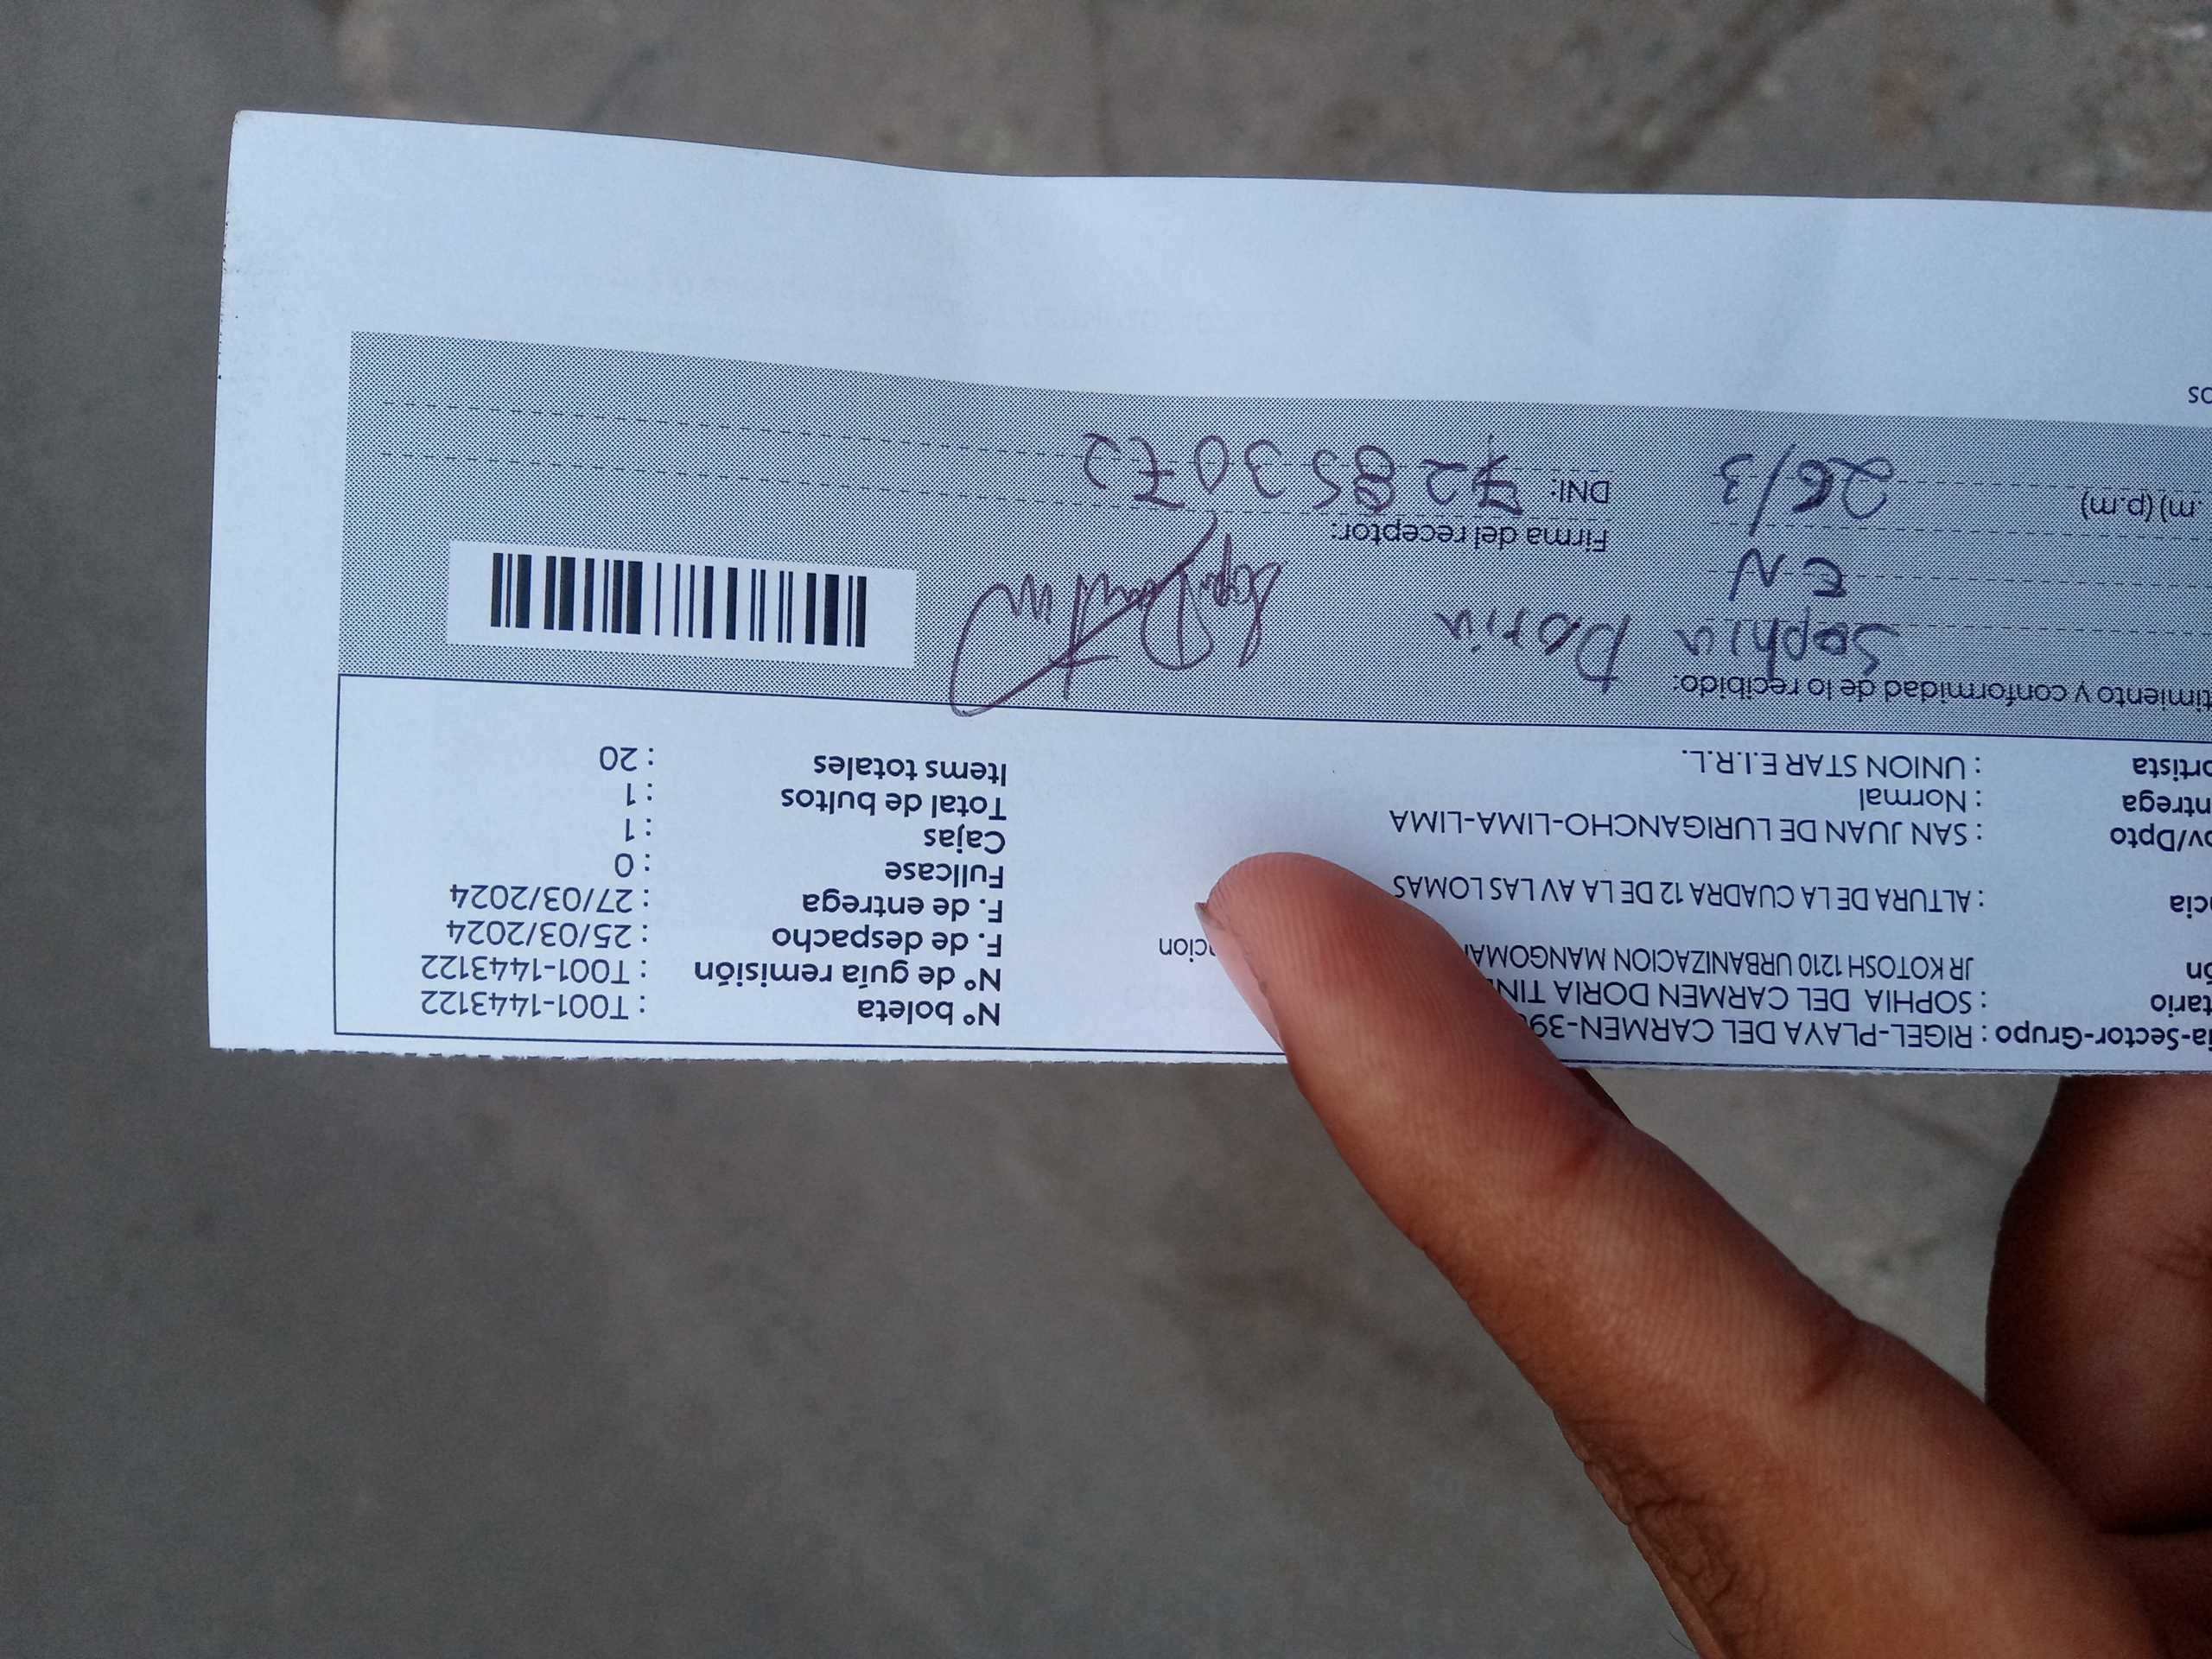 ia-Sector-Grupo : RIGEL-PLAYA DEL CARMEN-39
tario : SOPHIA DEL CARMEN DORIA TIN
ón JR KOTOSH 1210 URBANIZACION MANGOMA
cion
cia : ALTURA DE LA CUADRA 12 DE LA AV LAS LOMAS
ov/Dpto : SAN JUAN DE LURIGANCHO-LIMA-LIMA
ntrega : Normal
ortista : UNION STAR E.I.R.L.
N° boleta : T001-1443122
N° de guía remisión : T001-1443122
F. de despacho : 25/03/2024
F. de entrega : 27/03/2024
Fullcase : 0
Cajas : 1
Total de bultos : 1
Items totales : 20
timiento y conformidad de lo recibido:
Sophia Doria
EN
Firma del receptor:
.m) (p.m) 26/3
DNI: 72853072
os